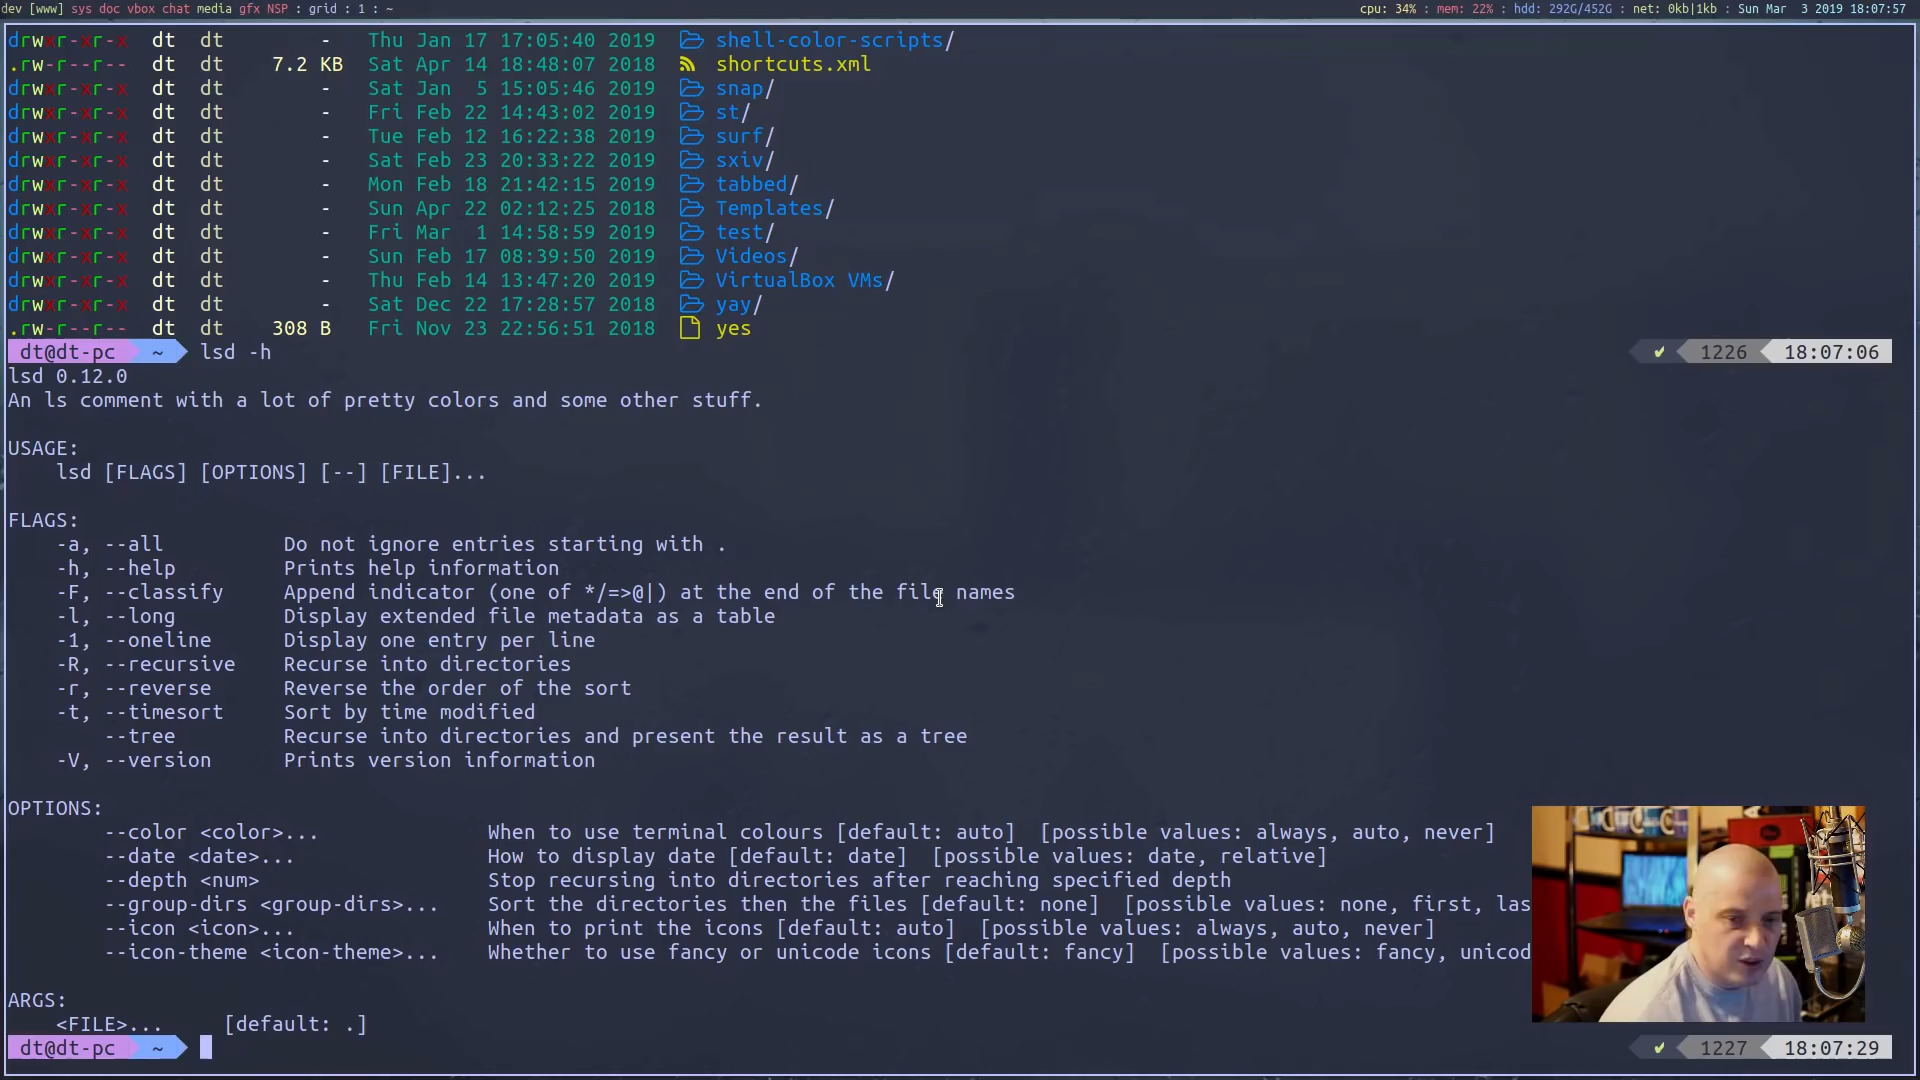 dev [www] sys doc vbox chat media gfx NSP : grid : 1 : ~ cpu: 34% : mem: 22% : hdd: 292G/452G : net: 0kb|1kb : Sun Mar 3 2019 18:07:57
drwxr-xr-x dt dt - Thu Jan 17 17:05:40 2019 shell-color-scripts/
.rw-r--r-- dt dt 7.2 KB Sat Apr 14 18:48:07 2018 shortcuts.xml
drwxr-xr-x dt dt - Sat Jan 5 15:05:46 2019 snap/
drwxr-xr-x dt dt - Fri Feb 22 14:43:02 2019 st/
drwxr-xr-x dt dt - Tue Feb 12 16:22:38 2019 surf/
drwxr-xr-x dt dt - Sat Feb 23 20:33:22 2019 sxiv/
drwxr-xr-x dt dt - Mon Feb 18 21:42:15 2019 tabbed/
drwxr-xr-x dt dt - Sun Apr 22 02:12:25 2018 Templates/
drwxr-xr-x dt dt - Fri Mar 1 14:58:59 2019 test/
drwxr-xr-x dt dt - Sun Feb 17 08:39:50 2019 Videos/
drwxr-xr-x dt dt - Thu Feb 14 13:47:20 2019 VirtualBox VMs/
drwxr-xr-x dt dt - Sat Dec 22 17:28:57 2018 yay/
.rw-r--r-- dt dt 308 B Fri Nov 23 22:56:51 2018 yes
dt@dt-pc ~ lsd -h ✔ 1226 18:07:06
lsd 0.12.0
An ls comment with a lot of pretty colors and some other stuff.
USAGE:
lsd [FLAGS] [OPTIONS] [--] [FILE]...
FLAGS:
-a, --all Do not ignore entries starting with .
-h, --help Prints help information
-F, --classify Append indicator (one of */=>@|) at the end of the file names
-l, --long Display extended file metadata as a table
-1, --oneline Display one entry per line
-R, --recursive Recurse into directories
-r, --reverse Reverse the order of the sort
-t, --timesort Sort by time modified
--tree Recurse into directories and present the result as a tree
-V, --version Prints version information
OPTIONS:
--color <color>... When to use terminal colours [default: auto] [possible values: always, auto, never]
--date <date>... How to display date [default: date] [possible values: date, relative]
--depth <num> Stop recursing into directories after reaching specified depth
--group-dirs <group-dirs>... Sort the directories then the files [default: none] [possible values: none, first, las
--icon <icon>... When to print the icons [default: auto] [possible values: always, auto, never]
--icon-theme <icon-theme>... Whether to use fancy or unicode icons [default: fancy] [possible values: fancy, unicod
ARGS:
<FILE>... [default: .]
dt@dt-pc ~ ✔ 1227 18:07:29